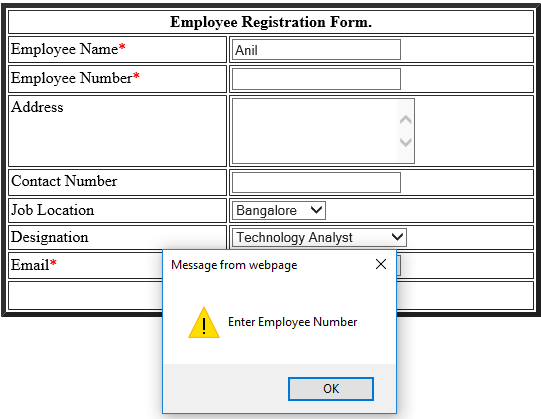 Employee Registration Form.
Employee Name* Anil
Employee Number*
Address
Contact Number
Job Location Bangalore
Designation Technology Analyst
Email*
Message from webpage
Enter Employee Number
OK